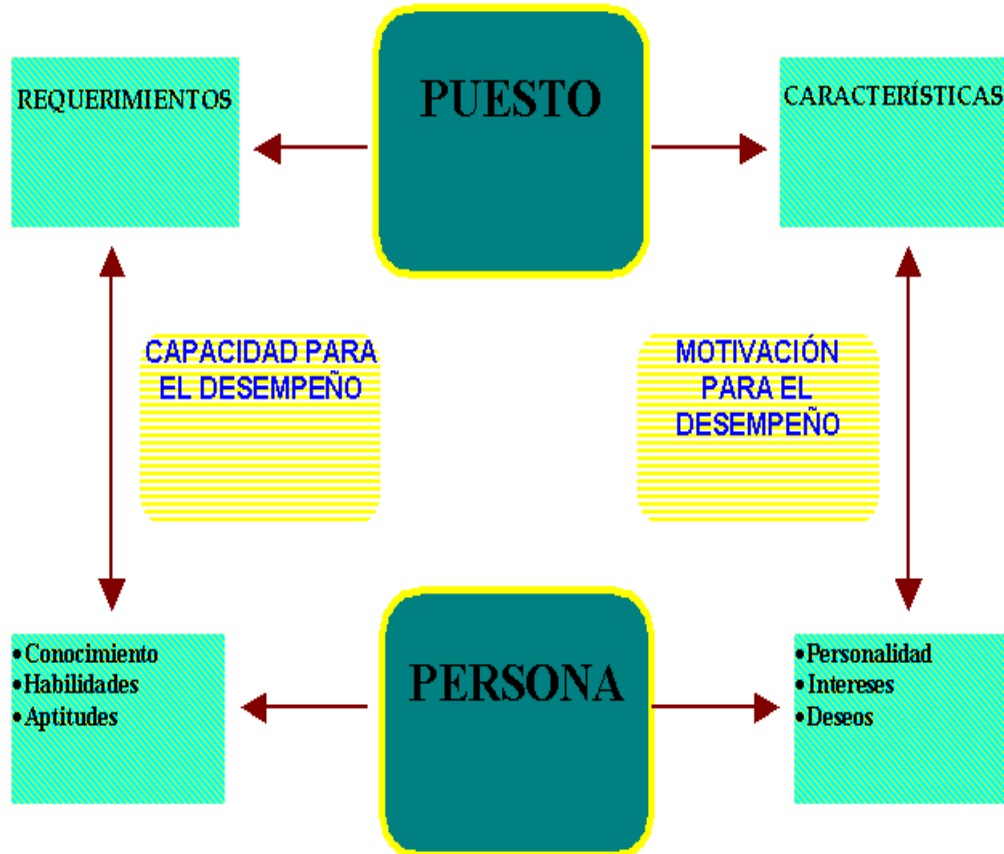 PUESTO
REQUERIMIENTOS
CARACTERÍSTICAS
CAPACIDAD PARA
EL DESEMPEÑO
MOTIVACIÓN
PARA EL
DESEMPEÑO
PERSONA
•Conocimiento
•Habilidades
•Aptitudes
•Personalidad
•Intereses
•Deseos